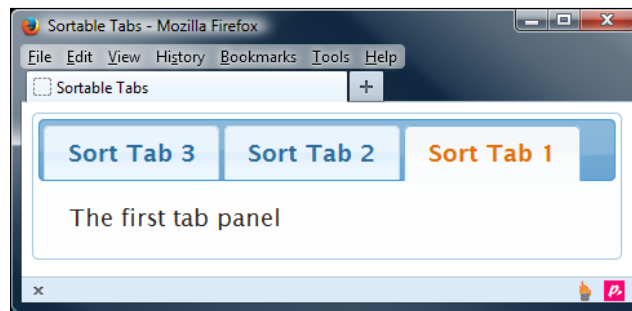 Sortable Tabs - Mozilla Firefox
File Edit View History Bookmarks Tools Help
Sortable Tabs +
Sort Tab 3 Sort Tab 2 Sort Tab 1
The first tab panel
x p,